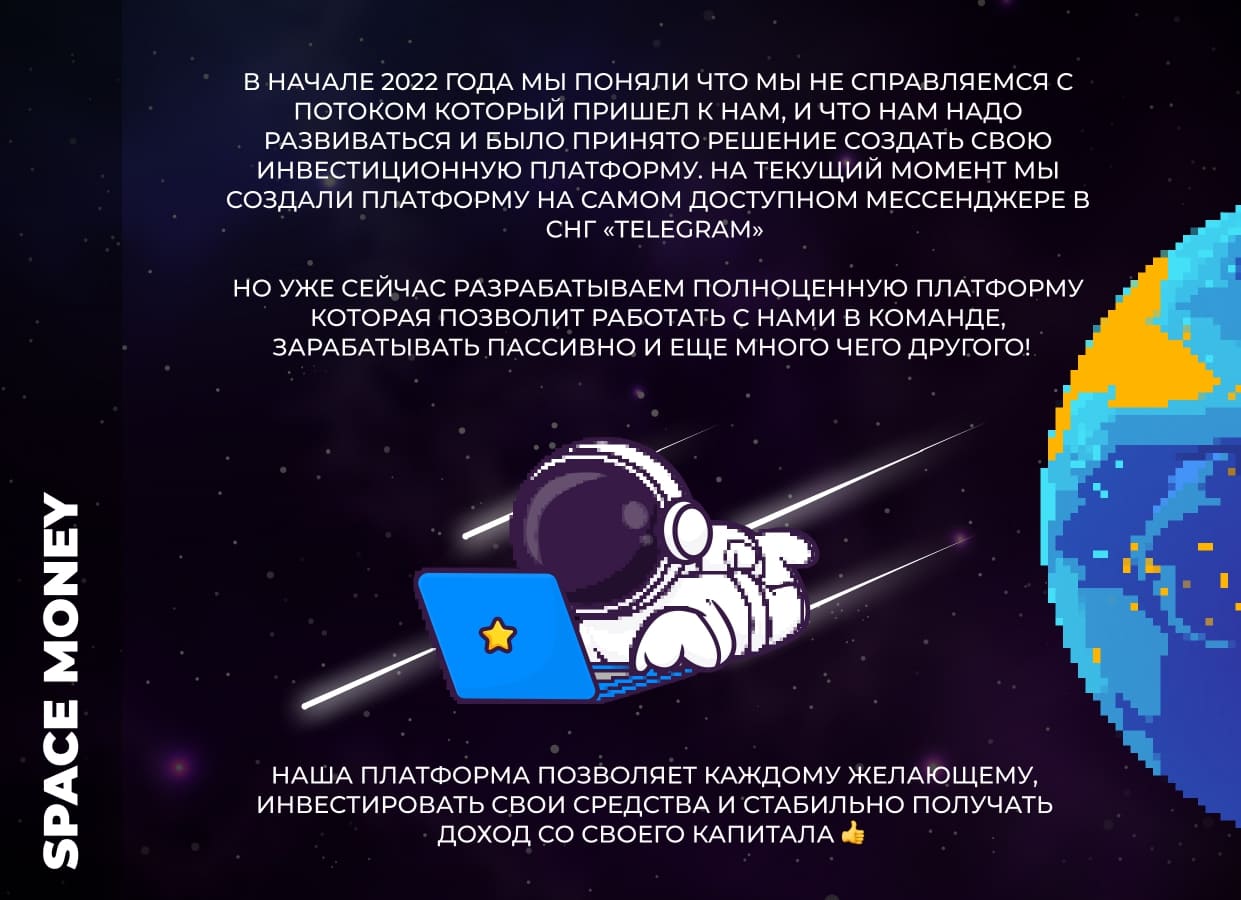 В НАЧАЛЕ 2022 ГОДА МЫ ПОНЯЛИ ЧТО МЫ НЕ СПРАВЛЯЕМСЯ С
ПОТОКОМ КОТОРЫЙ ПРИШЕЛ К НАМ, И ЧТО НАМ НАДО
РАЗВИВАТЬСЯ И БЫЛО ПРИНЯТО РЕШЕНИЕ СОЗДАТЬ СВОЮ
ИНВЕСТИЦИОННУЮ ПЛАТФОРМУ. НА ТЕКУЩИЙ МОМЕНТ МЫ
СОЗДАЛИ ПЛАТФОРМУ НА САМОМ ДОСТУПНОМ МЕССЕНДЖЕРЕ В
СНГ «TELEGRAM»
НО УЖЕ СЕЙЧАС РАЗРАБАТЫВАЕМ ПОЛНОЦЕННУЮ ПЛАТФОРМУ
КОТОРАЯ ПОЗВОЛИТ РАБОТАТЬ С НАМИ В КОМАНДЕ,
ЗАРАБАТЫВАТЬ ПАССИВНО И ЕЩЕ МНОГО ЧЕГО ДРУГОГО!
НАША ПЛАТФОРМА ПОЗВОЛЯЕТ КАЖДОМУ ЖЕЛАЮЩЕМУ,
ИНВЕСТИРОВАТЬ СВОИ СРЕДСТВА И СТАБИЛЬНО ПОЛУЧАТЬ
ДОХОД СО СВОЕГО КАПИТАЛА 👍
SPACE MONEY